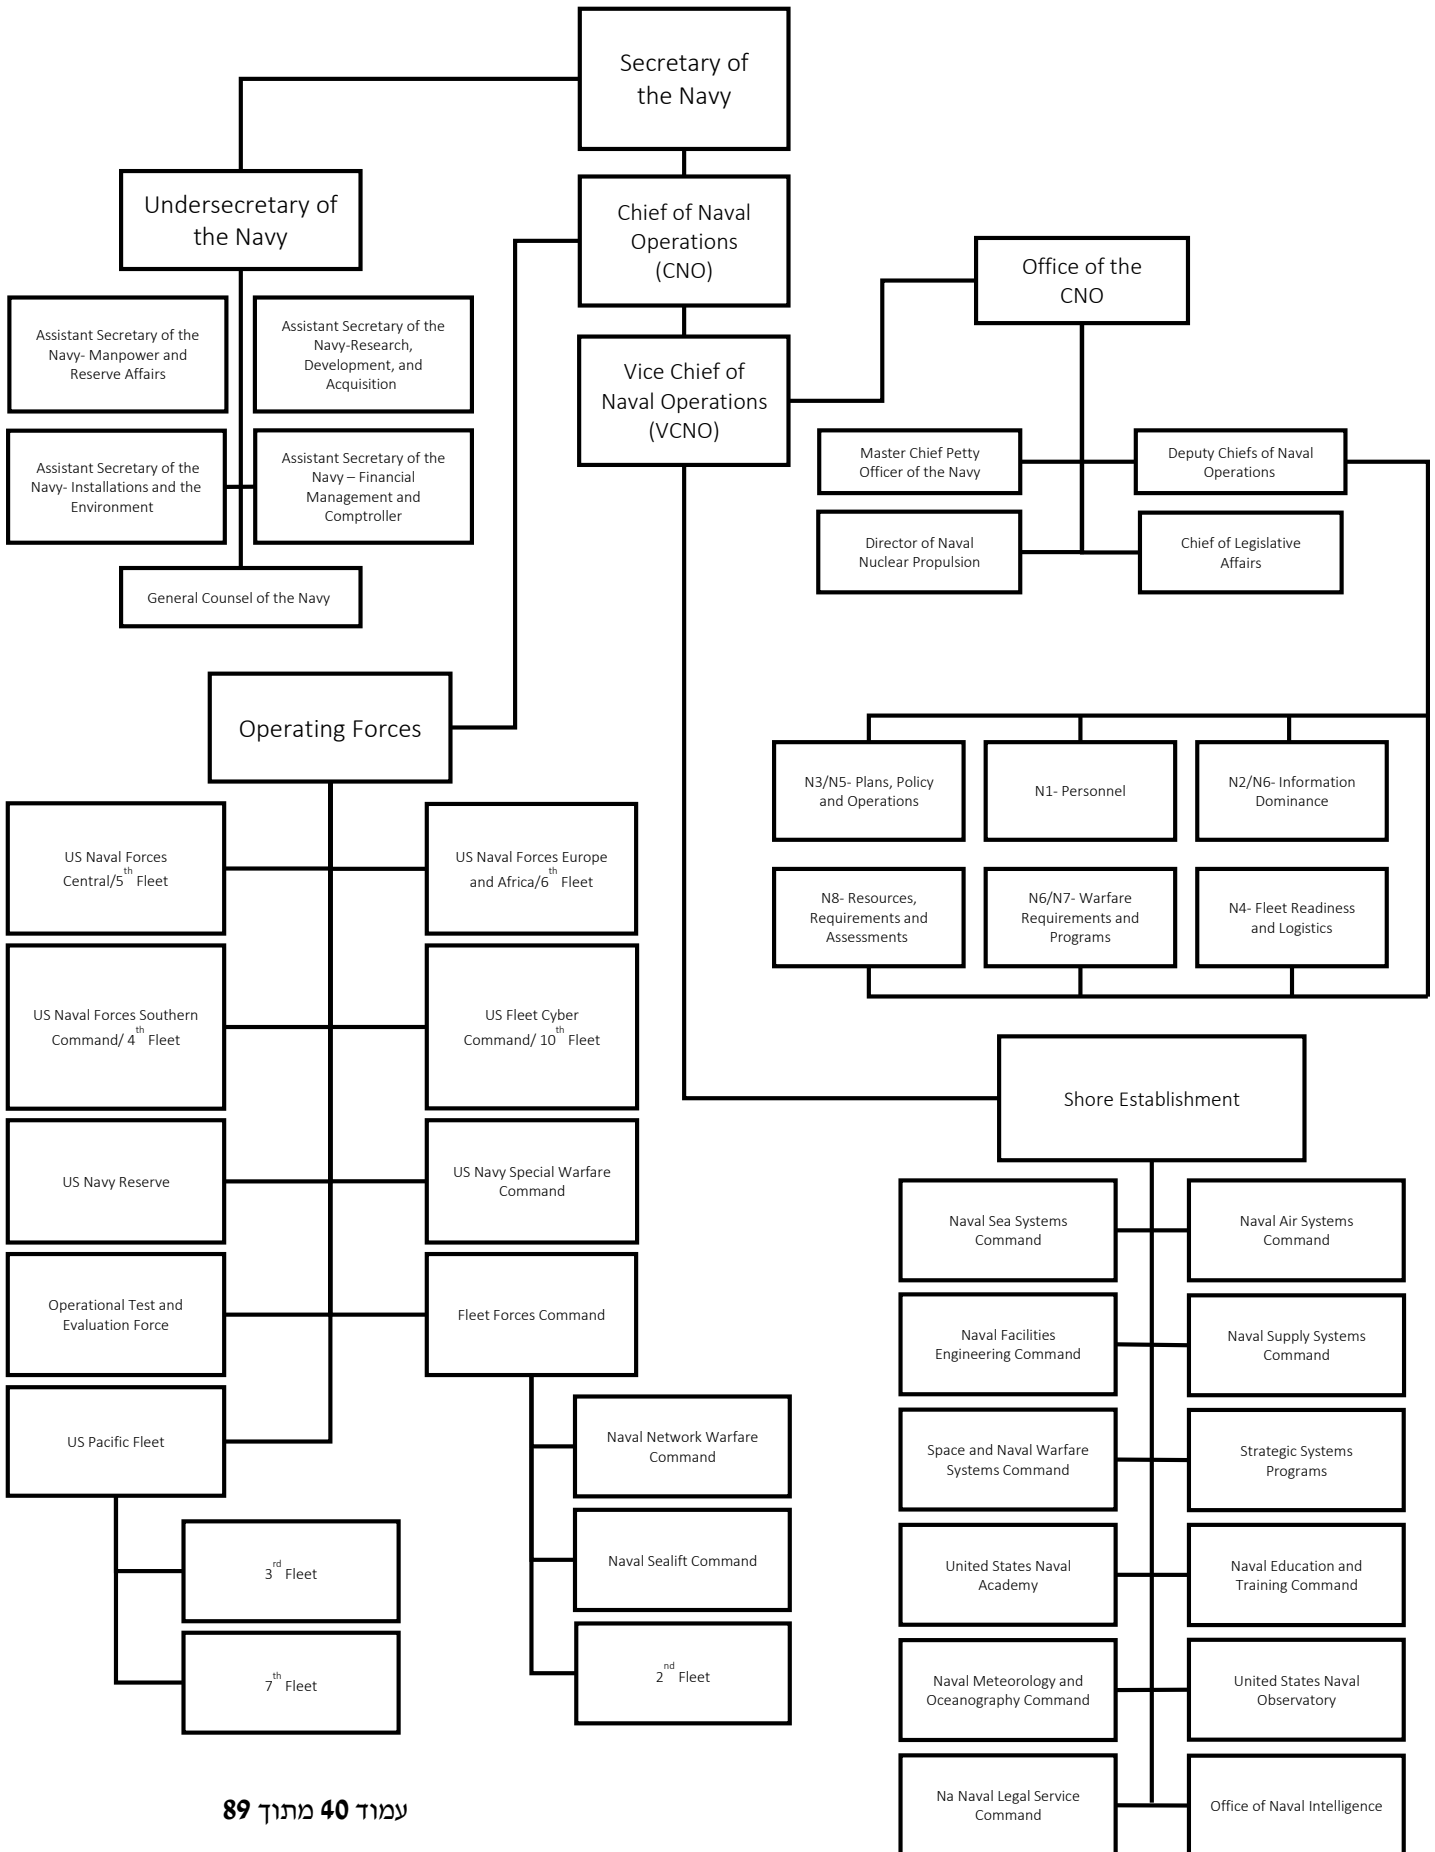 Secretary of
the Navy
Undersecretary of
the Navy
Chief of Naval
Operations
(CNO)
Office of the
CNO
Assistant Secretary of the
Navy- Manpower and
Reserve Affairs
Assistant Secretary of the
Navy-Research,
Development, and
Acquisition
Vice Chief of
Naval Operations
(VCNO)
Assistant Secretary of the
Navy- Installations and the
Environment
Assistant Secretary of the
Navy – Financial
Management and
Comptroller
Master Chief Petty
Officer of the Navy
Deputy Chiefs of Naval
Operations
Director of Naval
Nuclear Propulsion
Chief of Legislative
Affairs
General Counsel of the Navy
Operating Forces
N3/N5- Plans, Policy
and Operations
N1- Personnel
N2/N6- Information
Dominance
US Naval Forces
Central/5th Fleet
US Naval Forces Europe
and Africa/6th Fleet
N8- Resources,
Requirements and
Assessments
N6/N7- Warfare
Requirements and
Programs
N4- Fleet Readiness
and Logistics
US Naval Forces Southern
Command/ 4th Fleet
US Fleet Cyber
Command/ 10th Fleet
Shore Establishment
US Navy Reserve
US Navy Special Warfare
Command
Naval Sea Systems
Command
Naval Air Systems
Command
Operational Test and
Evaluation Force
Fleet Forces Command
Naval Facilities
Engineering Command
Naval Supply Systems
Command
US Pacific Fleet
Naval Network Warfare
Command
Space and Naval Warfare
Systems Command
Strategic Systems
Programs
3rd Fleet
Naval Sealift Command
United States Naval
Academy
Naval Education and
Training Command
7th Fleet
2nd Fleet
Naval Meteorology and
Oceanography Command
United States Naval
Observatory
Na Naval Legal Service
Command
Office of Naval Intelligence
עמוד 40 מתוך 89